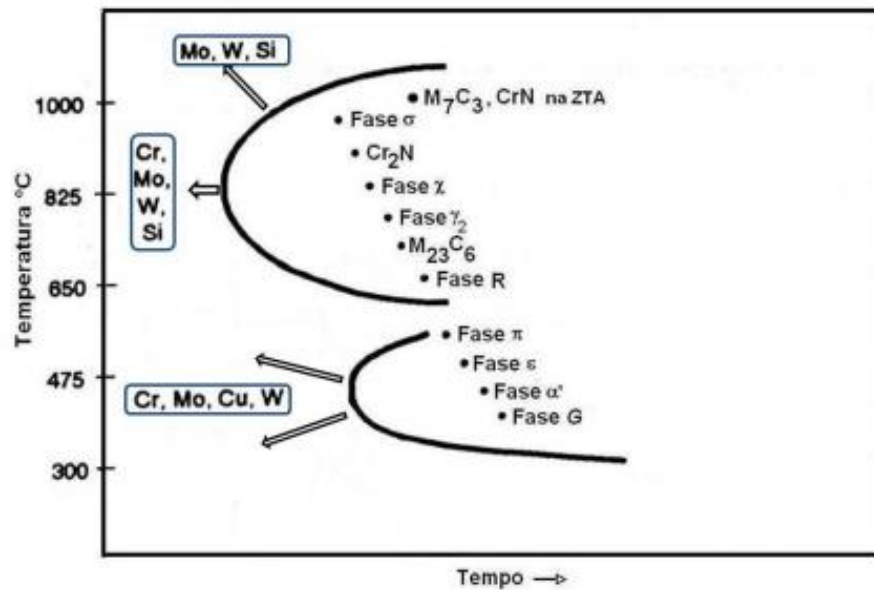 Mo, W, Si
1000
M7C3, CrN na ZTA
Fase σ
Cr,
Mo,
W,
Si
Cr2N
825
Fase χ
Fase γ2
M23C6
650
Fase R
Temperatura °C
Fase π
475
Fase ε
Cr, Mo, Cu, W
Fase α'
Fase G
300
Tempo